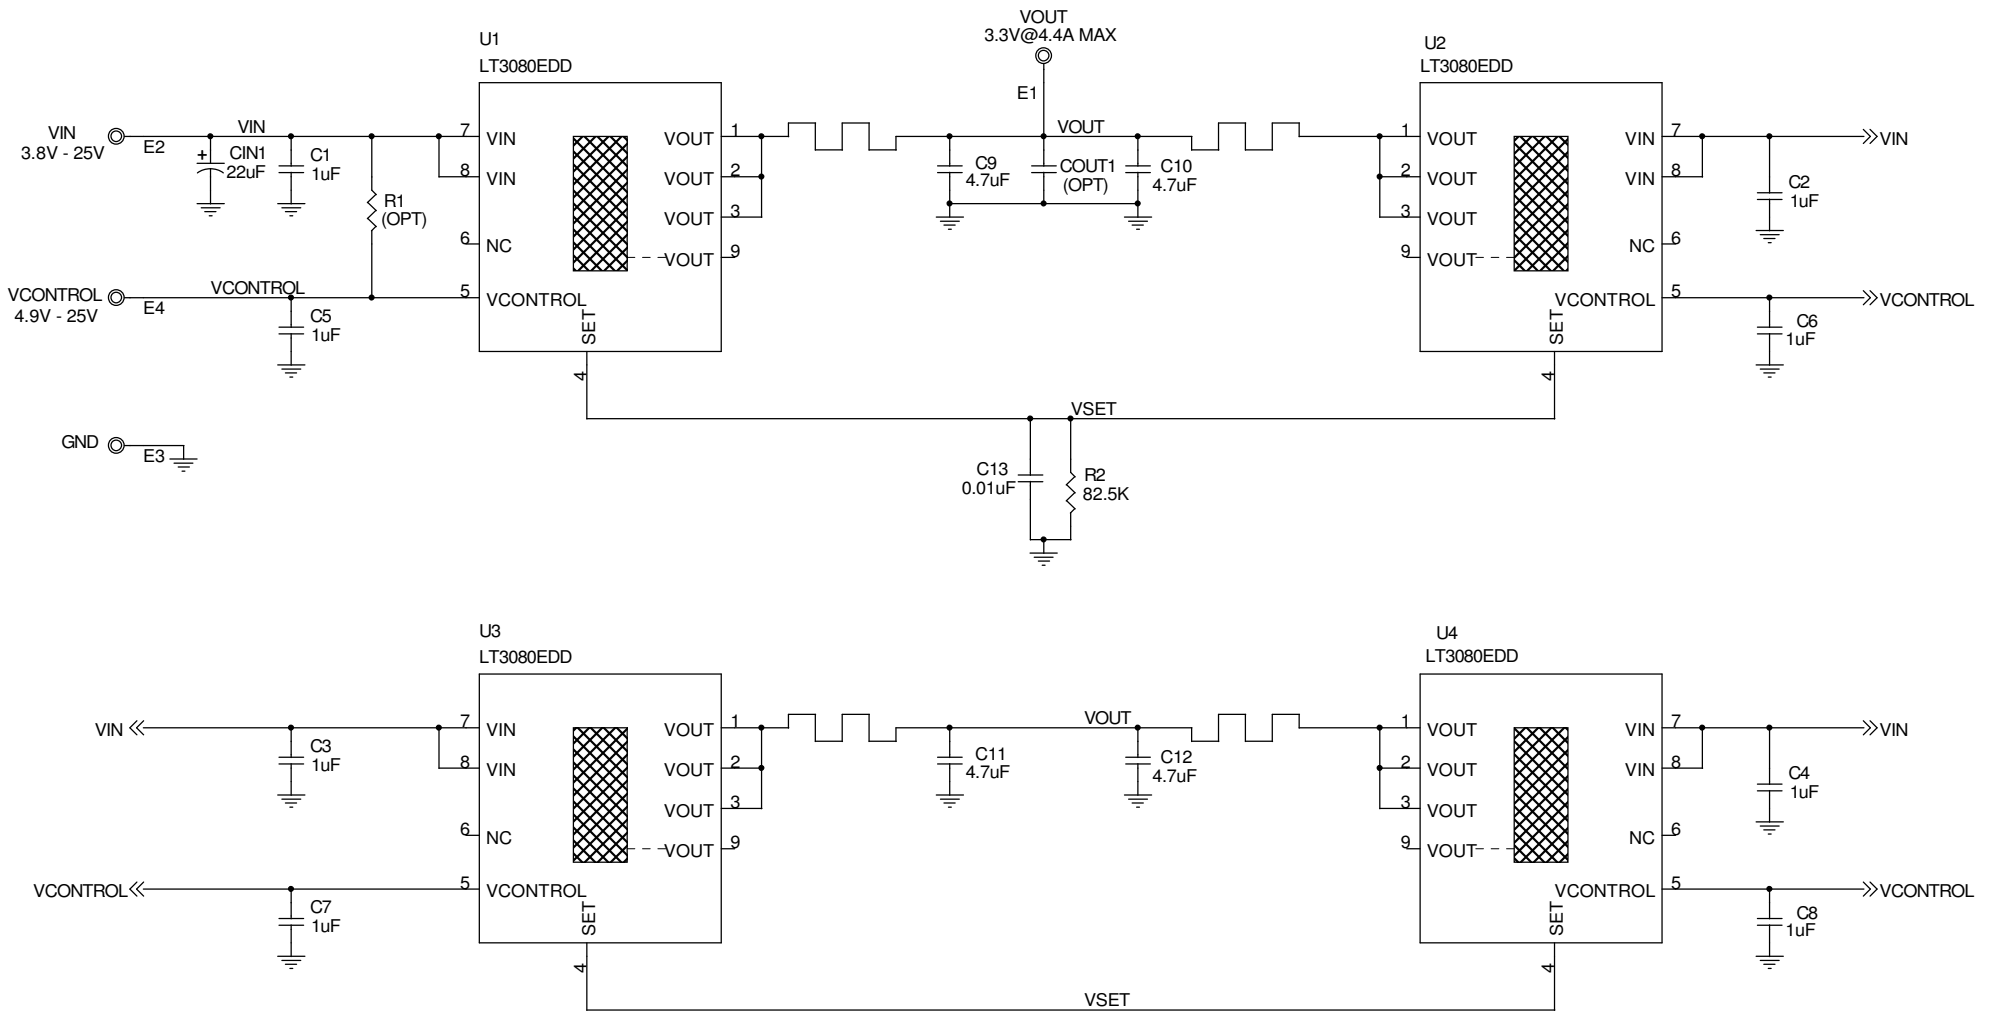 VOUT
3.3V@4.4A MAX
E1
U1
LT3080EDD
U2
LT3080EDD
VIN
3.8V - 25V
E2
VIN
+
CIN1
22uF
C1
1uF
R1
(OPT)
7
VIN
8
VIN
6
NC
5
VCONTROL
SET
4
VOUT
1
VOUT
2
VOUT
3
VOUT
9
C9
4.7uF
VOUT
COUT1
(OPT)
C10
4.7uF
1
VOUT
2
VOUT
3
VOUT
9
VOUT
VIN
7
VIN
8
NC
6
VCONTROL
5
SET
4
VIN
C2
1uF
VCONTROL
C6
1uF
VCONTROL
4.9V - 25V
E4
VCONTROL
C5
1uF
GND
E3
VSET
C13
0.01uF
R2
82.5K
U3
LT3080EDD
U4
LT3080EDD
VIN
C3
1uF
7
VIN
8
VIN
6
NC
VCONTROL
C7
1uF
5
VCONTROL
SET
4
VOUT
1
VOUT
2
VOUT
3
VOUT
9
C11
4.7uF
VOUT
C12
4.7uF
1
VOUT
2
VOUT
3
VOUT
9
VOUT
VIN
7
VIN
8
NC
6
VCONTROL
5
SET
4
VIN
C4
1uF
VCONTROL
C8
1uF
VSET